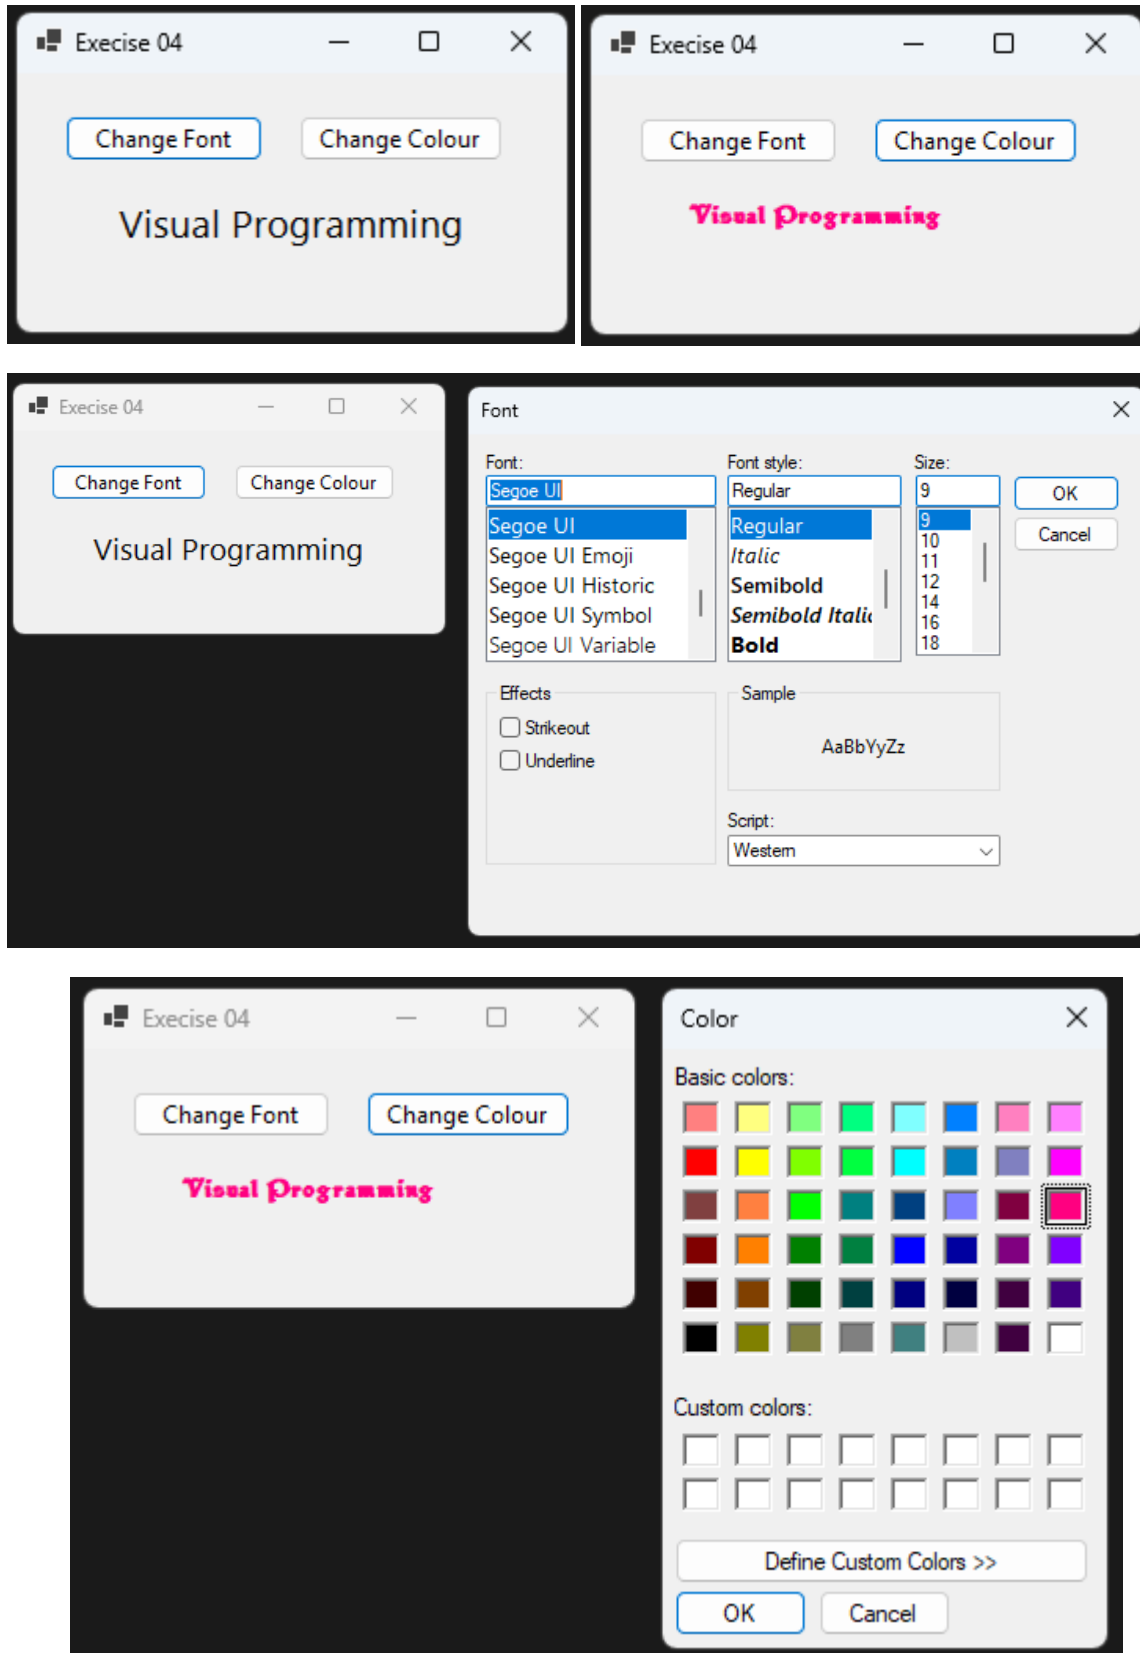 Execise 04
Change Font Change Colour
Visual Programming
Execise 04
Change Font Change Colour
Visual Programming
Execise 04
Change Font Change Colour
Visual Programming
Font
Font: Font style: Size:
Segoe UI Regular 9 OK
Segoe UI Regular 9
Segoe UI Emoji Italic 10 Cancel
Segoe UI Historic Semibold 11
Segoe UI Symbol Semibold Italic 12
Segoe UI Variable Bold 14
16
18
Effects Sample
Strikeout
Underline AaBbYyZz
Script:
Western
Execise 04
Change Font Change Colour
Visual Programming
Color
Basic colors:
Custom colors:
Define Custom Colors >>
OK Cancel